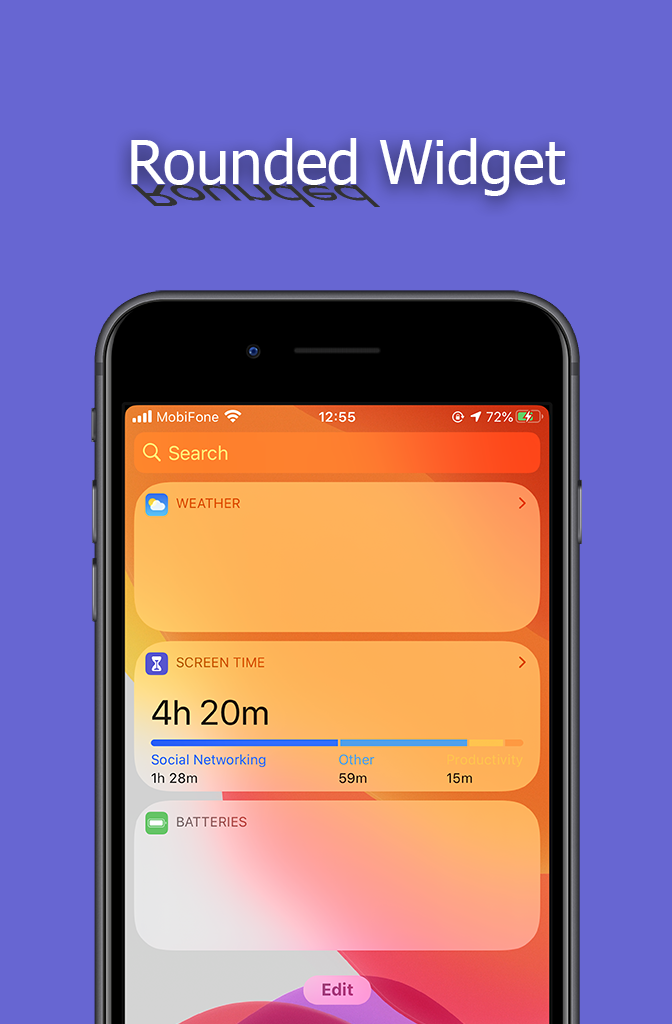 Rounded Widget
Rounded
MobiFone 12:55 72%
Search
WEATHER
SCREEN TIME
4h 20m
Social Networking Other Productivity
1h 28m 59m 15m
BATTERIES
Edit